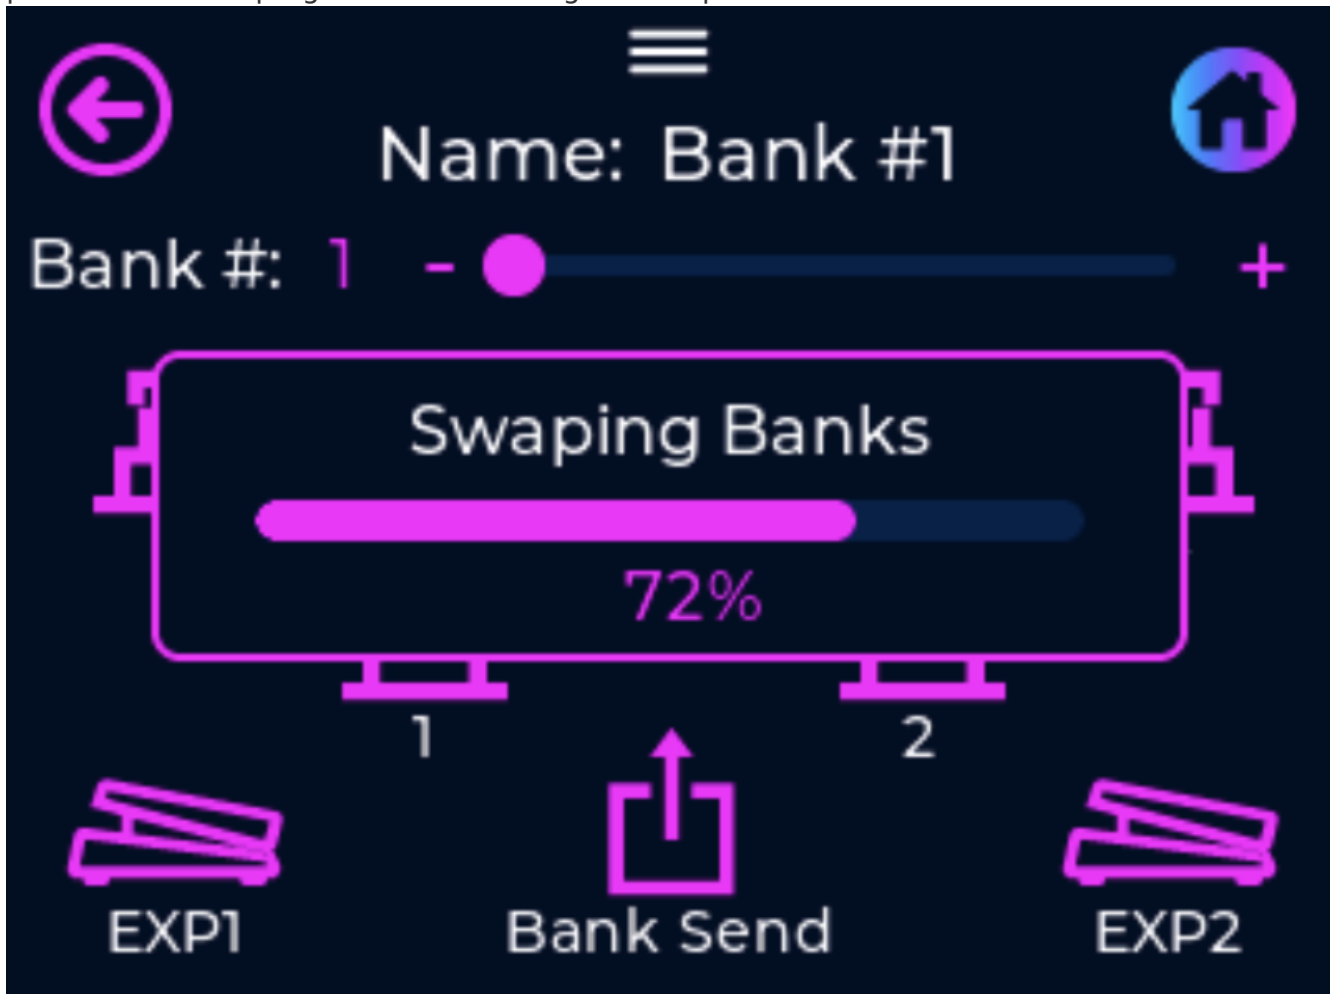 Name: Bank #1
Bank #: 1 - +
Swaping Banks
72%
1 2
EXP1 Bank Send EXP2